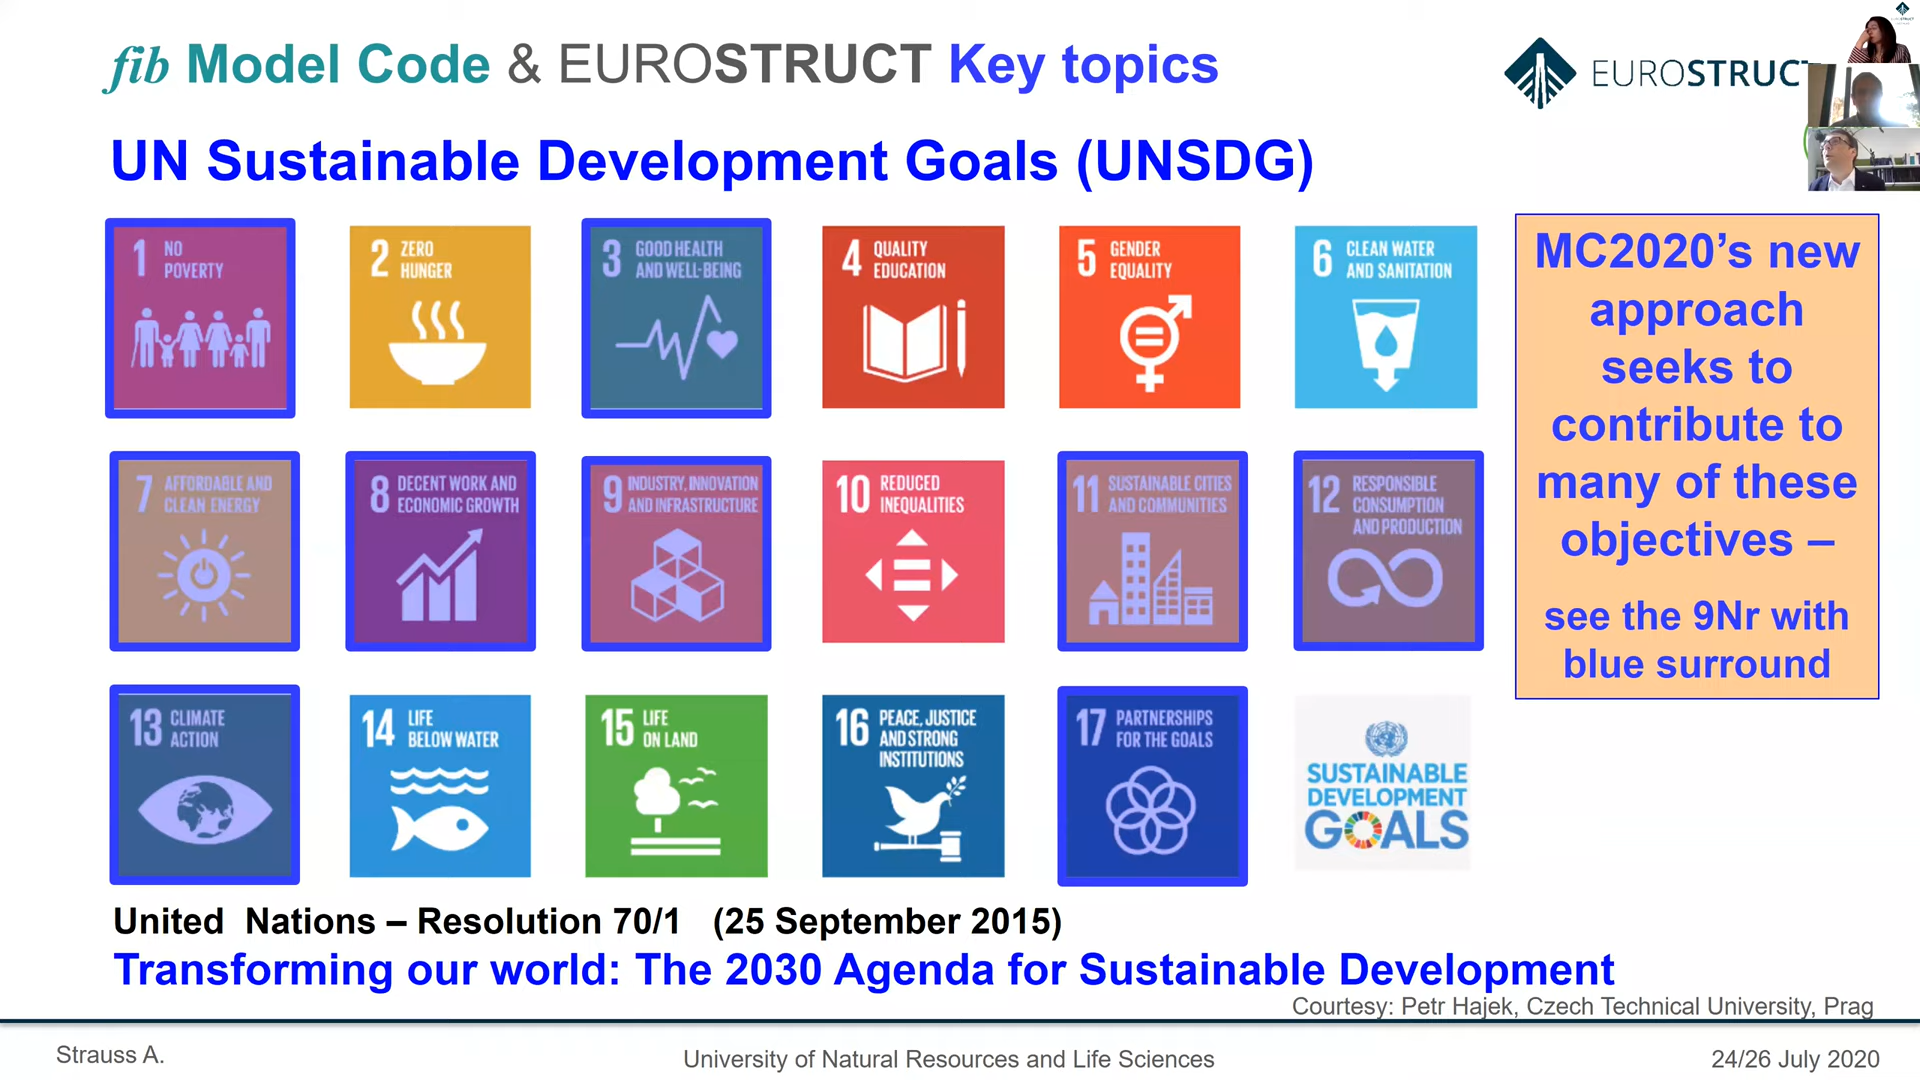 fib Model Code & EUROSTRUCT Key topics
EUROSTRUCT
UN Sustainable Development Goals (UNSDG)
1 NO
POVERTY
2 ZERO
HUNGER
3 GOOD HEALTH
AND WELL-BEING
4 QUALITY
EDUCATION
5 GENDER
EQUALITY
6 CLEAN WATER
AND SANITATION
7 AFFORDABLE AND
CLEAN ENERGY
8 DECENT WORK AND
ECONOMIC GROWTH
9 INDUSTRY, INNOVATION
AND INFRASTRUCTURE
10 REDUCED
INEQUALITIES
11 SUSTAINABLE CITIES
AND COMMUNITIES
12 RESPONSIBLE
CONSUMPTION
AND PRODUCTION
13 CLIMATE
ACTION
14 LIFE
BELOW WATER
15 LIFE
ON LAND
16 PEACE, JUSTICE
AND STRONG
INSTITUTIONS
17 PARTNERSHIPS
FOR THE GOALS
SUSTAINABLE
DEVELOPMENT
GOALS
MC2020’s new
approach
seeks to
contribute to
many of these
objectives –
see the 9Nr with
blue surround
United Nations – Resolution 70/1 (25 September 2015)
Transforming our world: The 2030 Agenda for Sustainable Development
Courtesy: Petr Hajek, Czech Technical University, Prag
Strauss A.
University of Natural Resources and Life Sciences
24/26 July 2020